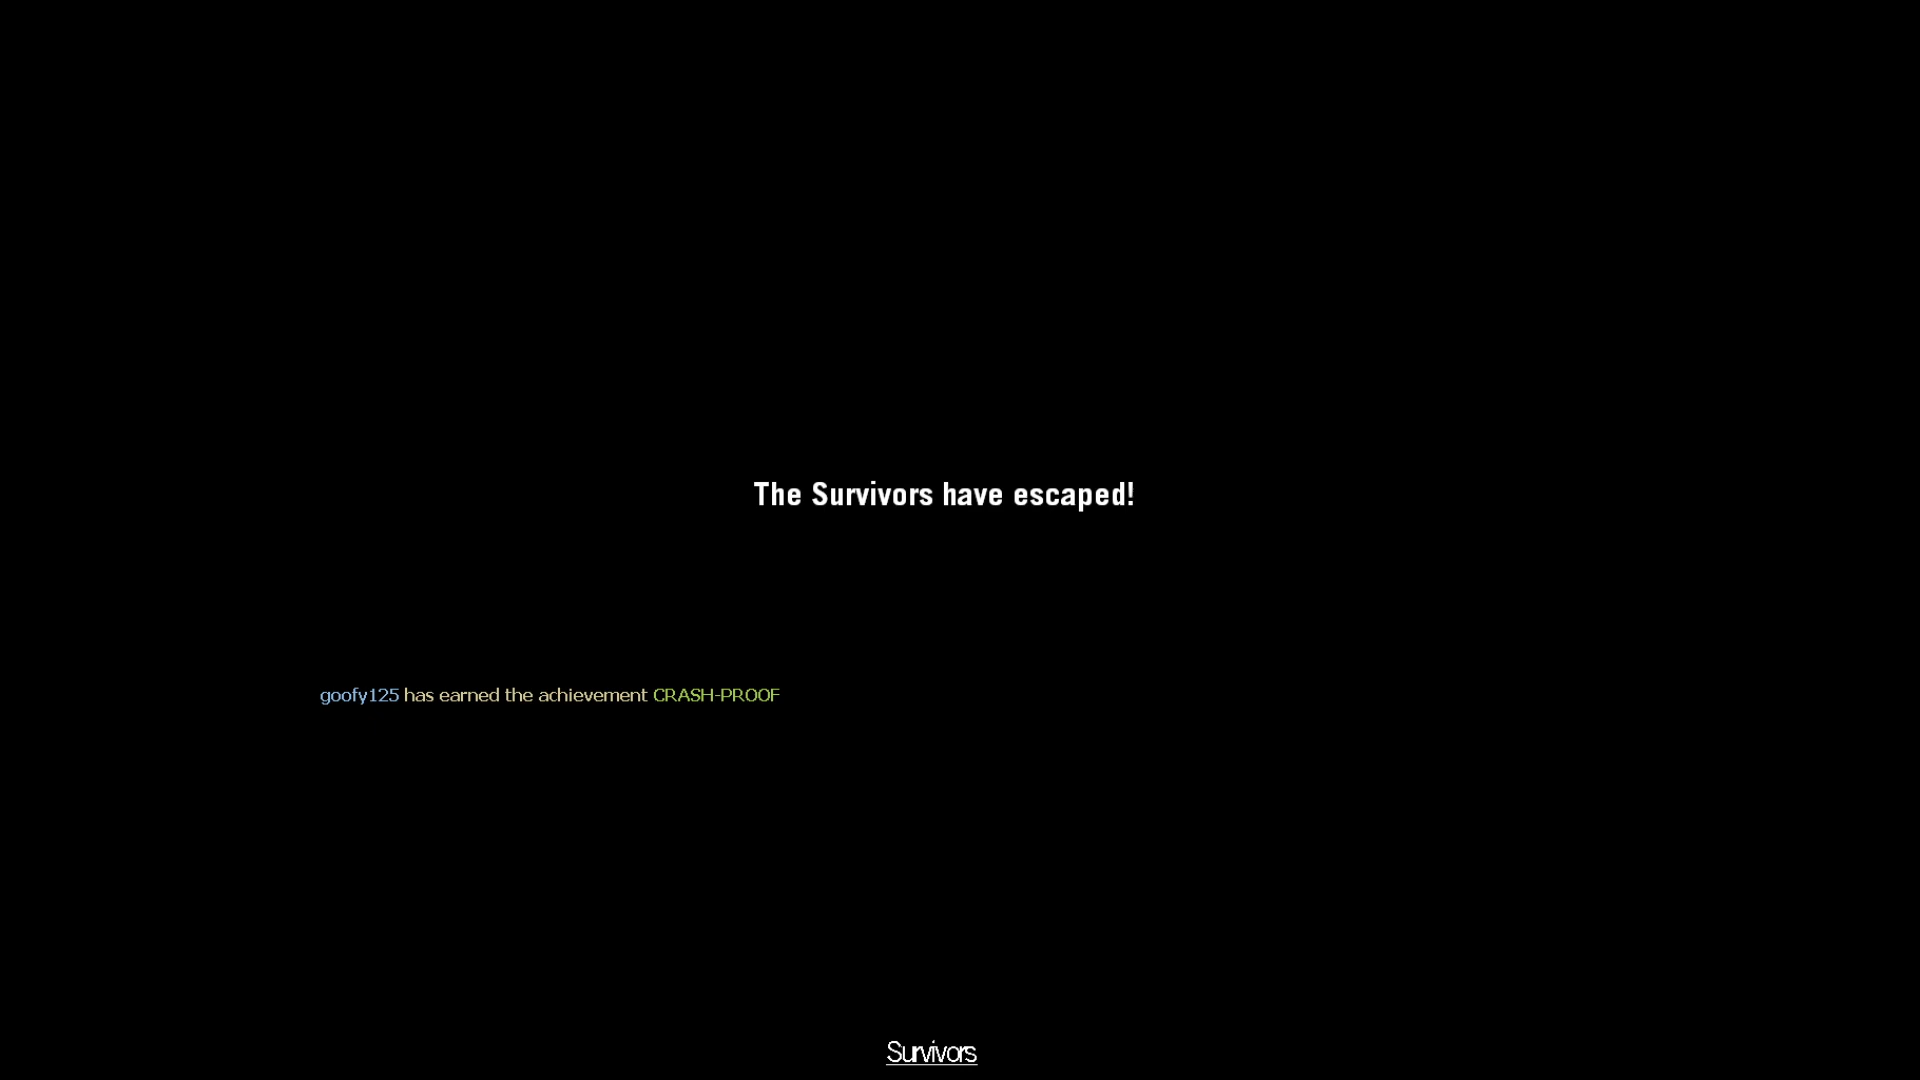 The Survivors have escaped!
goofy125 has earned the achievement CRASH-PROOF
Survivors